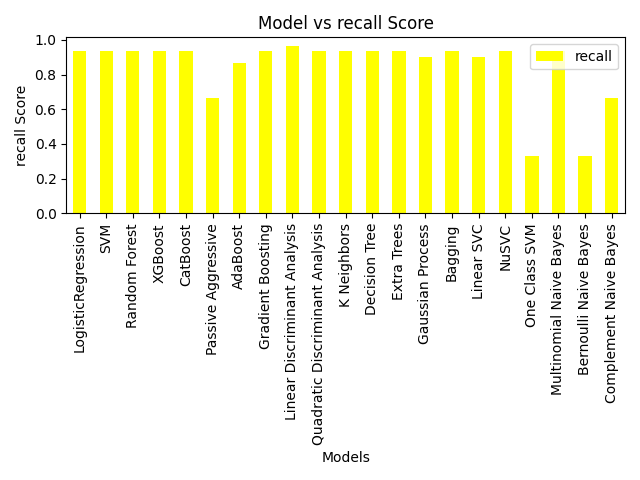 Model vs recall Score
recall
recall Score
1.0
0.8
0.6
0.4
0.2
0.0
LogisticRegression
SVM
Random Forest
XGBoost
CatBoost
Passive Aggressive
AdaBoost
Gradient Boosting
Linear Discriminant Analysis
Quadratic Discriminant Analysis
K Neighbors
Decision Tree
Extra Trees
Gaussian Process
Bagging
Linear SVC
NuSVC
One Class SVM
Multinomial Naive Bayes
Bernoulli Naive Bayes
Complement Naive Bayes
Models